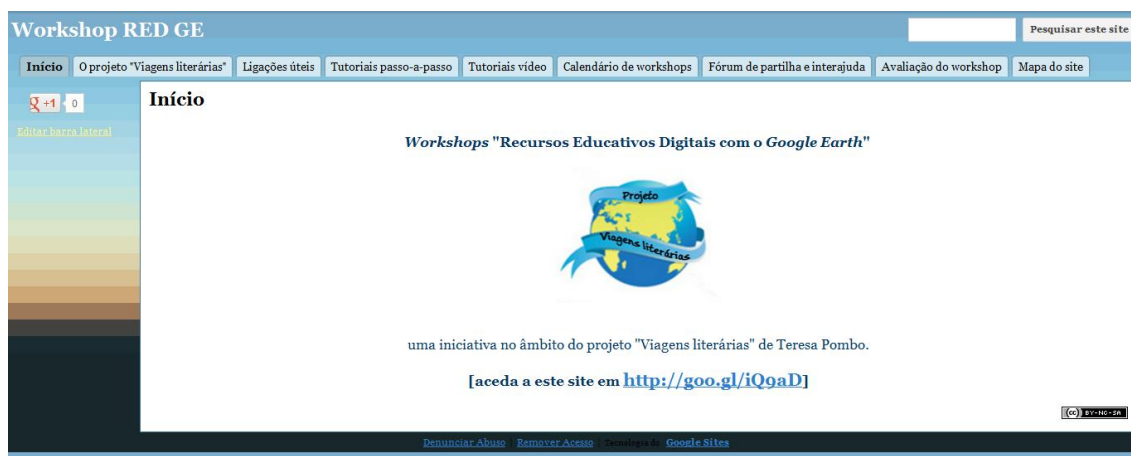 Workshop RED GE
Pesquisar este site
Início O projeto "Viagens literárias" Ligações úteis Tutoriais passo-a-passo Tutoriais vídeo Calendário de workshops Fórum de partilha e interajuda Avaliação do workshop Mapa do site
g +1 0
Editar barra lateral
Início
Workshops "Recursos Educativos Digitais com o Google Earth"
Projeto
Viagens literárias
uma iniciativa no âmbito do projeto "Viagens literárias" de Teresa Pombo.
[aceda a este site em http://goo.gl/iQ9aD]
(cc) BY-NC-SA
Denunciar Abuso | Remover Acesso | Tecnologia do Google Sites